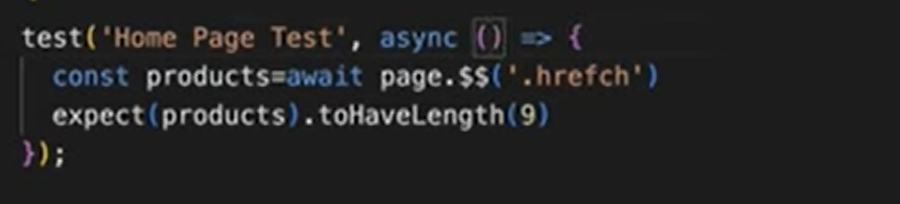 test('Home Page Test', async () => {
const products=await page.$$('.hrefch')
expect(products).toHaveLength(9)
});